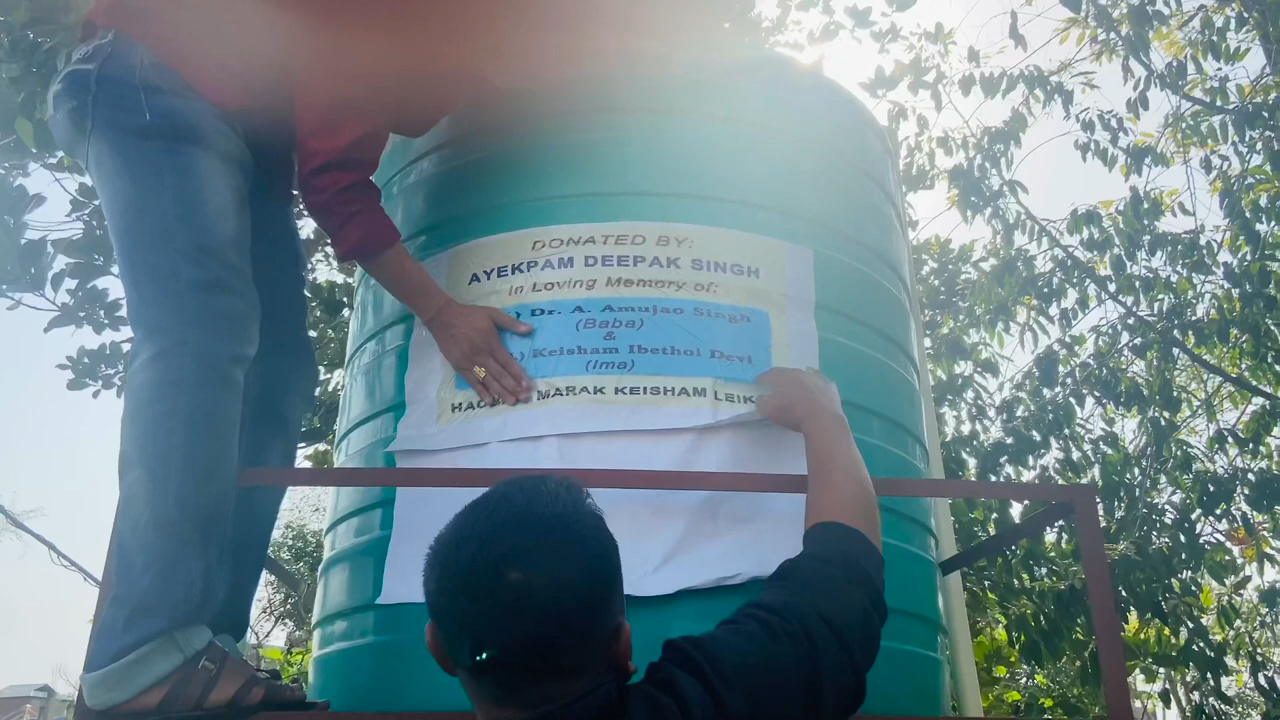 DONATED BY:
AYEKPAM DEEPAK SINGH
In Loving Memory of:
) Dr. A. Amujao Singh
(Baba)
&
) Keisham Ibethoi Devi
(Ima)
MARAK KEISHAM